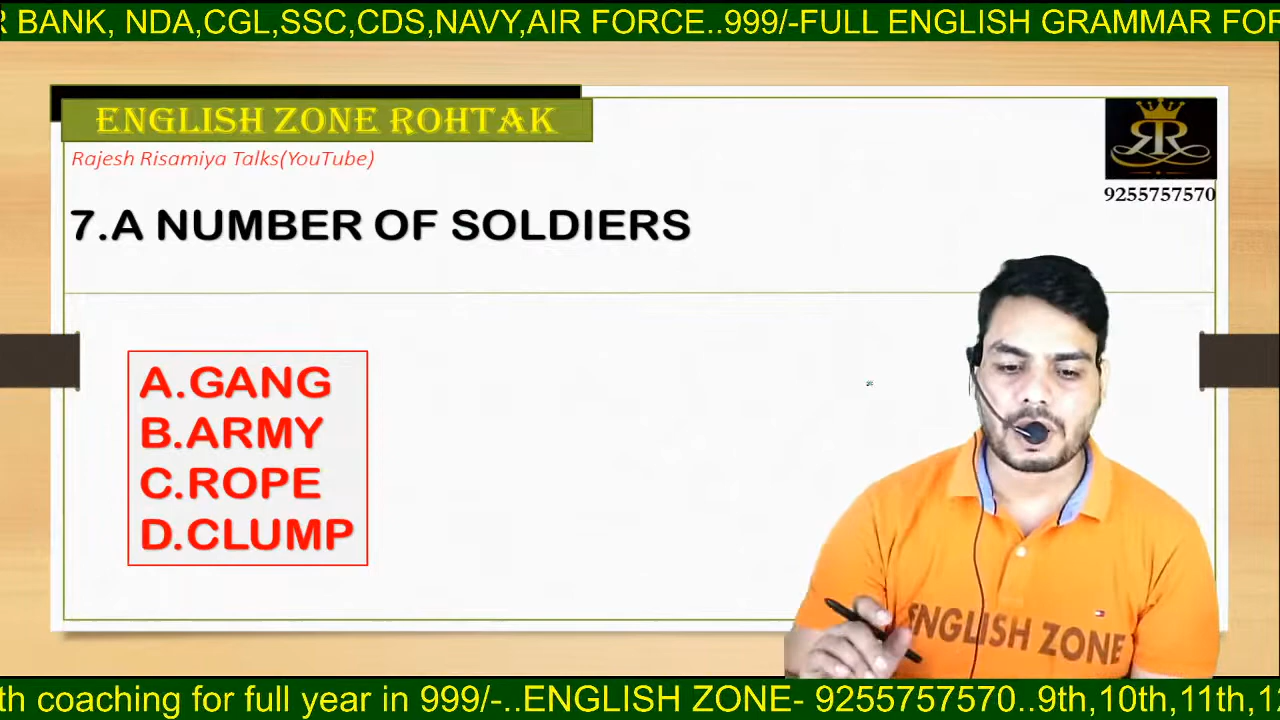 R BANK, NDA,CGL,SSC,CDS,NAVY,AIR FORCE..999/-FULL ENGLISH GRAMMAR FOR
ENGLISH ZONE ROHTAK
Rajesh Risamiya Talks(YouTube)
RR
9255757570
7.A NUMBER OF SOLDIERS
A.GANG
B.ARMY
C.ROPE
D.CLUMP
ENGLISH ZONE
th coaching for full year in 999/-..ENGLISH ZONE- 9255757570..9th,10th,11th,12